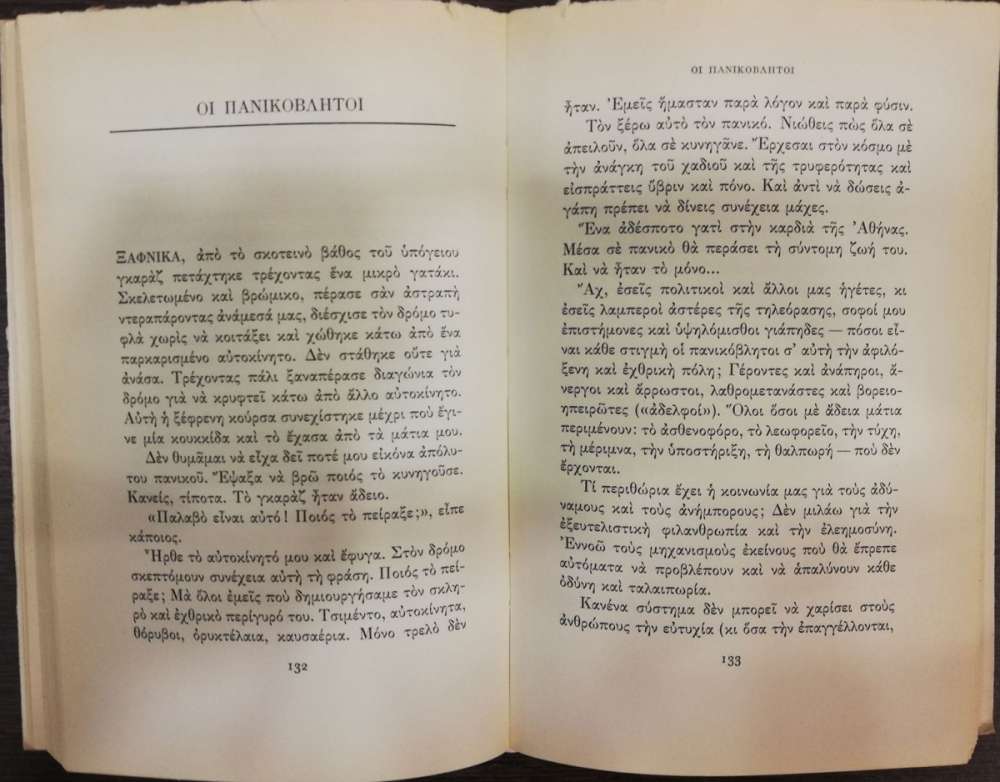 ΟΙ ΠΑΝΙΚΟΒΛΗΤΟΙ
ΞΑΦΝΙΚΑ, ἀπὸ τὸ σκοτεινὸ βάθος τοῦ ὑπόγειου
γκαρὰζ πετάχτηκε τρέχοντας ἕνα μικρὸ γατάκι.
Σκελετωμένο καὶ βρώμικο, πέρασε σὰν ἀστραπὴ
ντεραπάροντας ἀνάμεσά μας, διέσχισε τὸν δρόμο τυ-
φλὰ χωρὶς νὰ κοιτάξει καὶ χώθηκε κάτω ἀπὸ ἕνα
παρκαρισμένο αὐτοκίνητο. Δὲν στάθηκε οὔτε γιὰ
ἀνάσα. Τρέχοντας πάλι ξαναπέρασε διαγώνια τὸν
δρόμο γιὰ νὰ κρυφτεῖ κάτω ἀπὸ ἄλλο αὐτοκίνητο.
Αὐτὴ ἡ ξέφρενη κούρσα συνεχίστηκε μέχρι ποὺ ἔγι-
νε μία κουκκίδα καὶ τὸ ἔχασα ἀπὸ τὰ μάτια μου.
Δὲν θυμᾶμαι νὰ εἶχα δεῖ ποτέ μου εἰκόνα ἀπόλυ-
του πανικοῦ. Ἔψαξα νὰ βρῶ ποιός τὸ κυνηγοῦσε.
Κανείς, τίποτα. Τὸ γκαρὰζ ἦταν ἄδειο.
«Παλαβὸ εἶναι αὐτό! Ποιός τὸ πείραξε;», εἶπε
κάποιος.
Ἦρθε τὸ αὐτοκίνητό μου καὶ ἔφυγα. Στὸν δρόμο
σκεπτόμουν συνέχεια αὐτὴ τὴ φράση. Ποιός τὸ πεί-
ραξε; Μὰ ὅλοι ἐμεῖς ποὺ δημιουργήσαμε τὸν σκλη-
ρὸ καὶ ἐχθρικὸ περίγυρό του. Τσιμέντο, αὐτοκίνητα,
θόρυβοι, ὀρυκτέλαια, καυσαέρια. Μόνο τρελὸ δὲν
132
ΟΙ ΠΑΝΙΚΟΒΛΗΤΟΙ
ἦταν. Ἐμεῖς ἤμασταν παρὰ λόγον καὶ παρὰ φύσιν.
Τὸν ξέρω αὐτὸ τὸν πανικό. Νιώθεις πὼς ὅλα σὲ
ἀπειλοῦν, ὅλα σὲ κυνηγᾶνε. Ἔρχεσαι στὸν κόσμο μὲ
τὴν ἀνάγκη τοῦ χαδιοῦ καὶ τῆς τρυφερότητας καὶ
εἰσπράττεις ὕβριν καὶ πόνο. Καὶ ἀντὶ νὰ δώσεις ἀ-
γάπη πρέπει νὰ δίνεις συνέχεια μάχες.
Ἕνα ἀδέσποτο γατὶ στὴν καρδιὰ τῆς Ἀθήνας.
Μέσα σὲ πανικὸ θὰ περάσει τὴ σύντομη ζωή του.
Καὶ νὰ ἦταν τὸ μόνο...
Ἄχ, ἐσεῖς πολιτικοὶ καὶ ἄλλοι μας ἡγέτες, κι
ἐσεῖς λαμπεροὶ ἀστέρες τῆς τηλεόρασης, σοφοί μου
ἐπιστήμονες καὶ ὑψηλόμισθοι γιάπηδες — πόσοι εἶ-
ναι κάθε στιγμὴ οἱ πανικόβλητοι σ' αὐτὴ τὴν ἀφιλό-
ξενη καὶ ἐχθρικὴ πόλη; Γέροντες καὶ ἀνάπηροι, ἄ-
νεργοι καὶ ἄρρωστοι, λαθρομετανάστες καὶ βορειο-
ηπειρῶτες («ἀδελφοί»). Ὅλοι ὅσοι μὲ ἄδεια μάτια
περιμένουν: τὸ ἀσθενοφόρο, τὸ λεωφορεῖο, τὴν τύχη,
τὴ μέριμνα, τὴν ὑποστήριξη, τὴ θαλπωρὴ — ποὺ δὲν
ἔρχονται.
Τί περιθώρια ἔχει ἡ κοινωνία μας γιὰ τοὺς ἀδύ-
ναμους καὶ τοὺς ἀνήμπορους; Δὲν μιλάω γιὰ τὴν
ἐξευτελιστικὴ φιλανθρωπία καὶ τὴν ἐλεημοσύνη.
Ἐννοῶ τοὺς μηχανισμοὺς ἐκείνους ποὺ θὰ ἔπρεπε
αὐτόματα νὰ προβλέπουν καὶ νὰ ἁπαλύνουν κάθε
ὀδύνη καὶ ταλαιπωρία.
Κανένα σύστημα δὲν μπορεῖ νὰ χαρίσει στοὺς
ἀνθρώπους τὴν εὐτυχία (κι ὅσα τὴν ἐπαγγέλλονται,
133